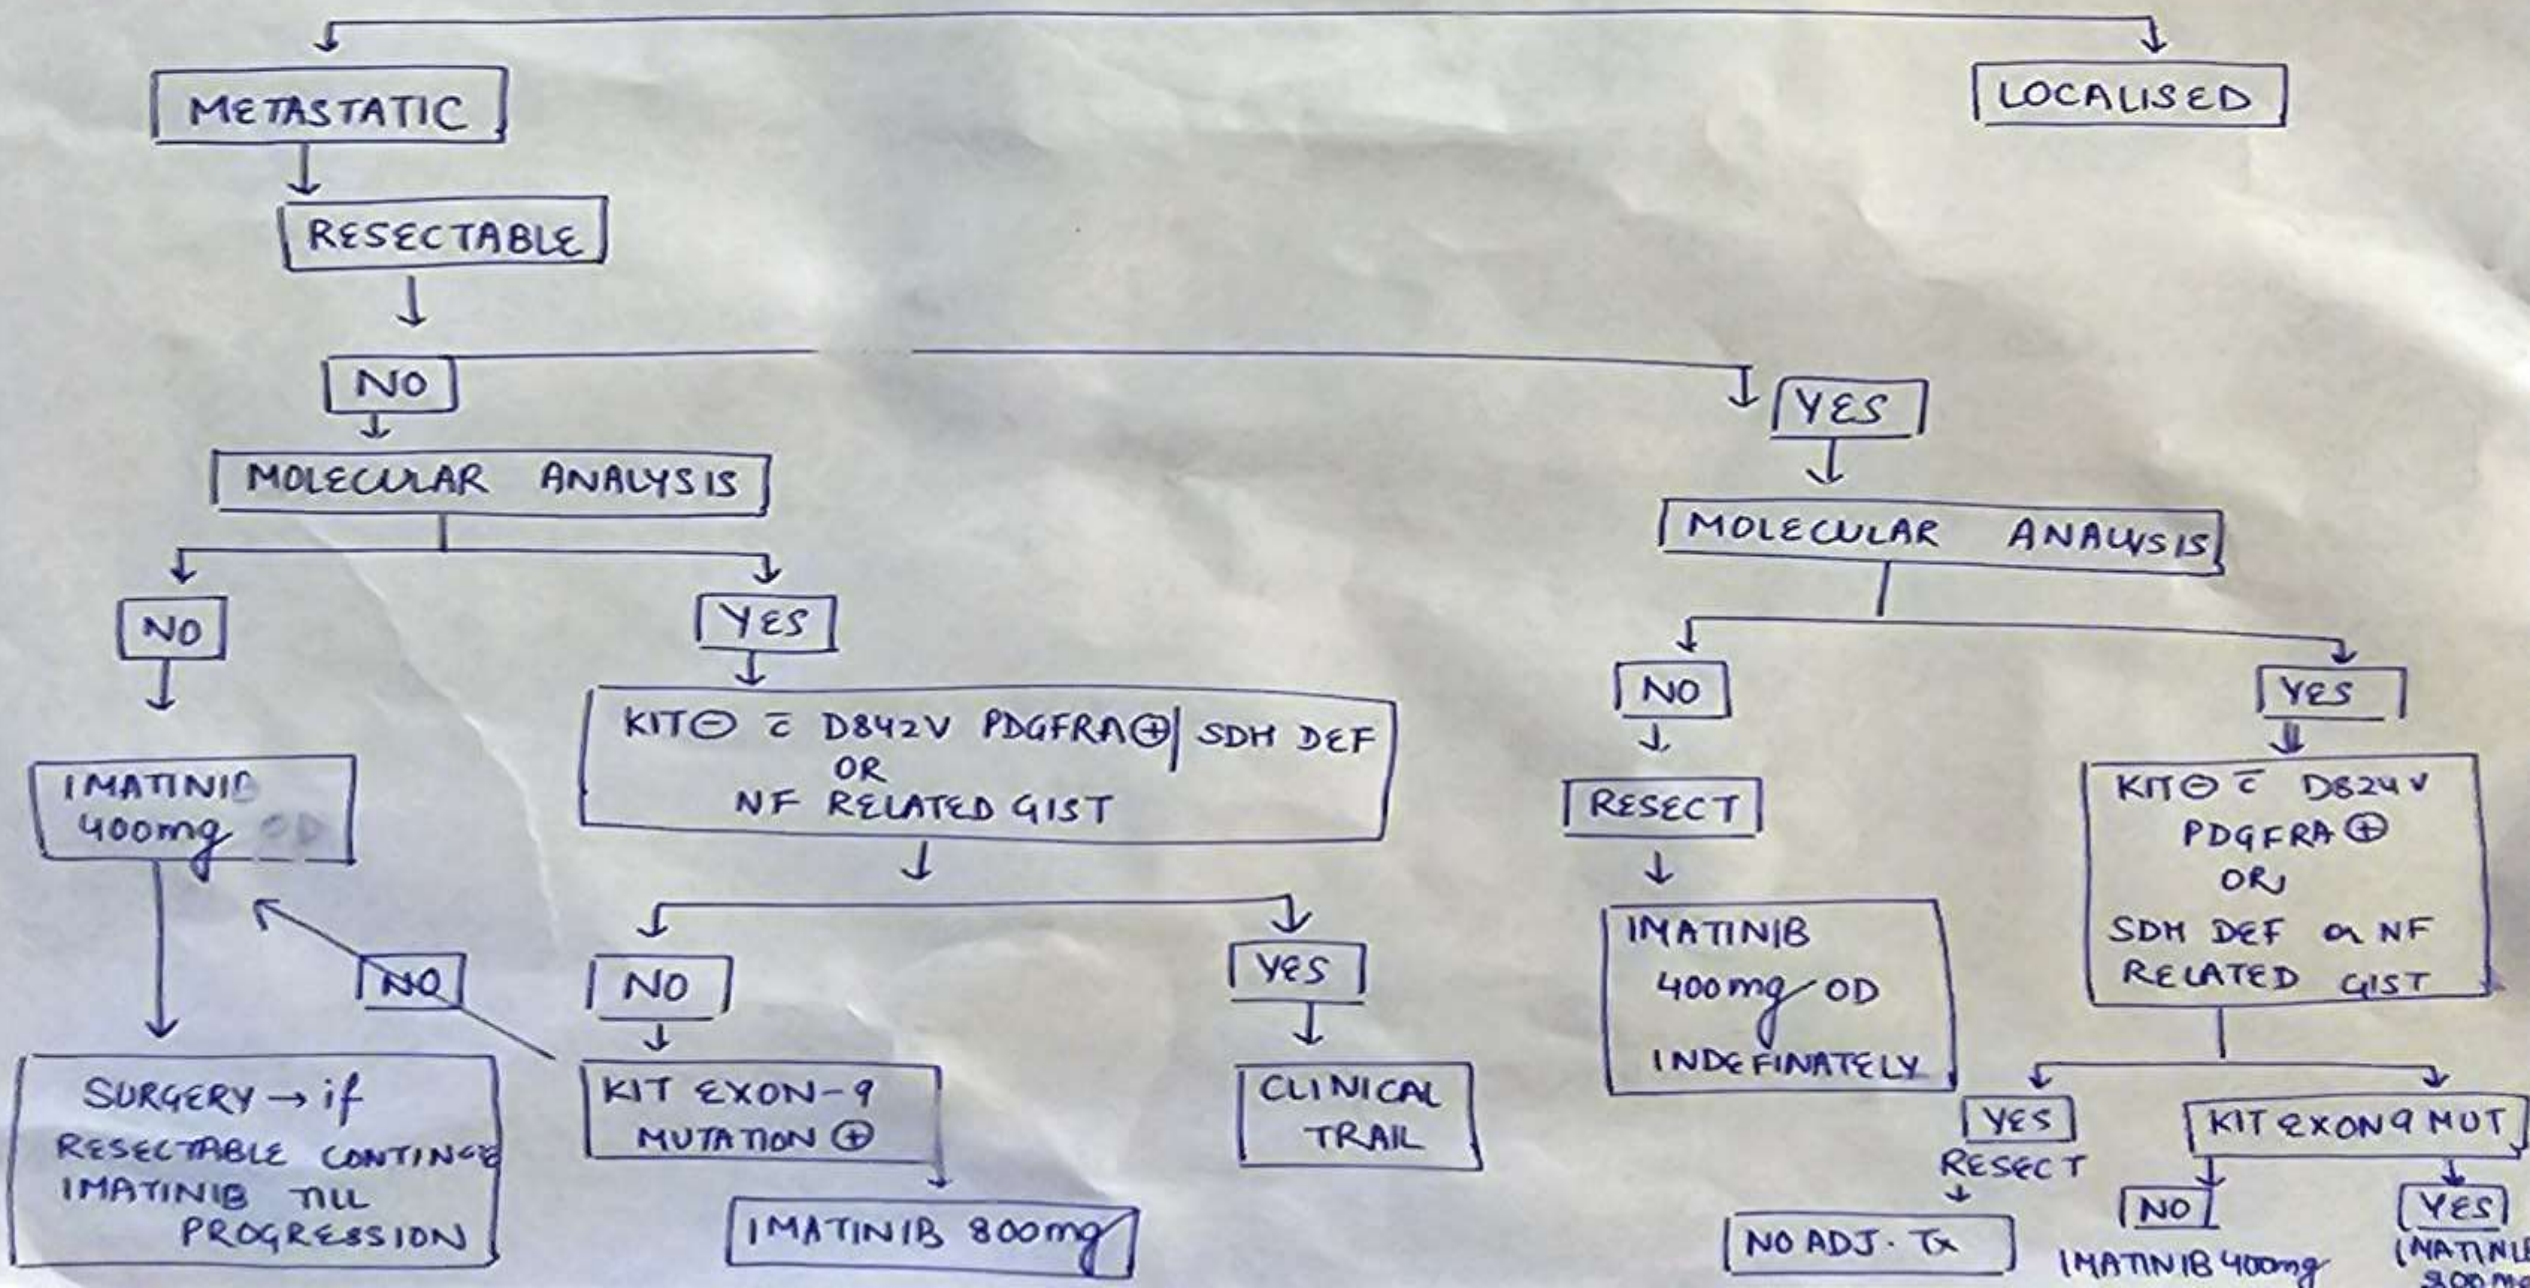 METASTATIC
LOCALISED
RESECTABLE
NO
YES
MOLECULAR ANALYSIS
MOLECULAR ANALYSIS
NO
YES
NO
YES
KIT⊖ c̄ D842V PDGFRA⊕ | SDH DEF
OR
NF RELATED GIST
IMATINIB
400mg OD
RESECT
KIT⊖ c̄ D824V
PDGFRA⊕
OR
SDH DEF or NF
RELATED GIST
IMATINIB
400mg OD
INDEFINATELY
NO
NO
YES
SURGERY → if
RESECTABLE CONTINUE
IMATINIB TILL
PROGRESSION
KIT EXON-9
MUTATION ⊕
CLINICAL
TRAIL
IMATINIB 800mg
YES
RESECT
NO ADJ. Tx
KIT EXON 9 MUT
NO
IMATINIB 400mg
YES
IMATINIB
800mg